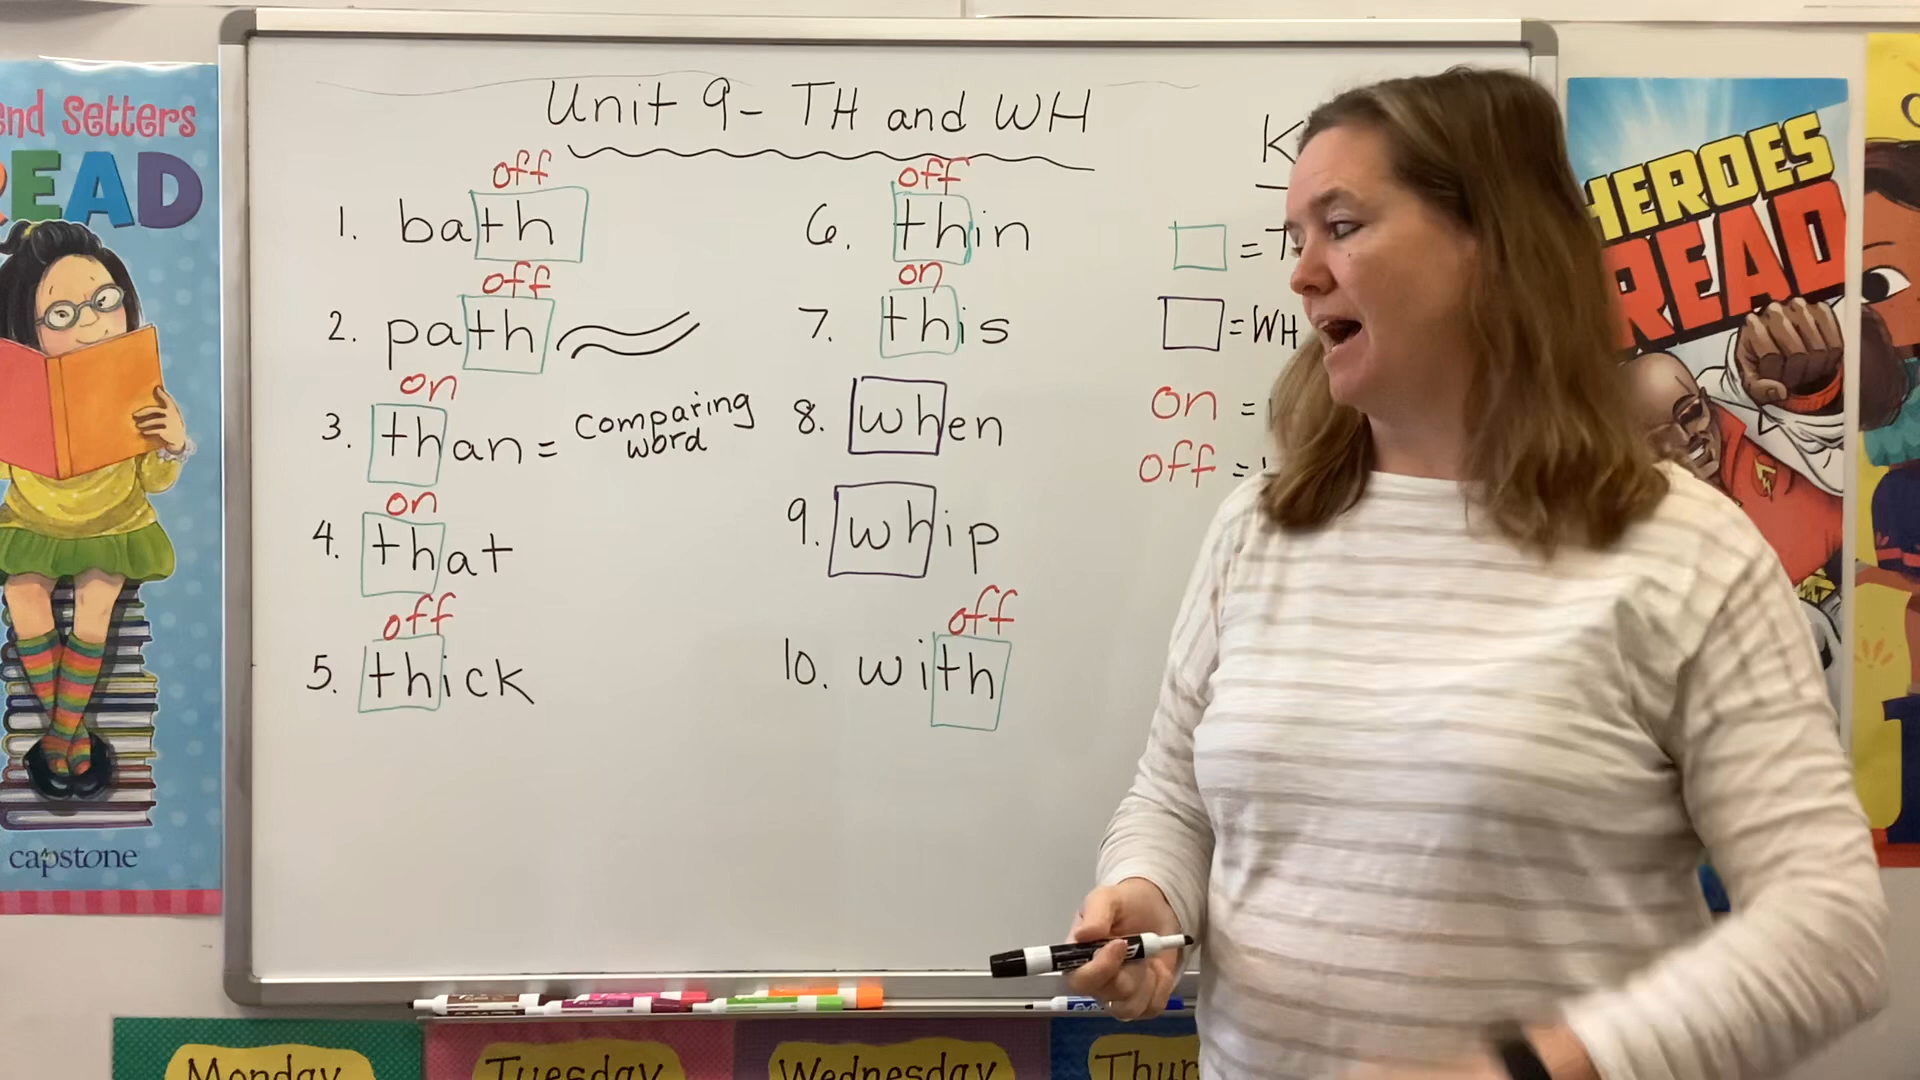 Unit 9- TH and WH
off
1. bath
off
2. path
on
3. than = comparing word
on
4. that
off
5. thick
off
6. thin
on
7. this
8. when
9. whip
off
10. with
K
= T
= WH
on =
off =
end Setters
READ
capstone
HEROES
READ
Monday
Tuesday
Wednesday
Thur